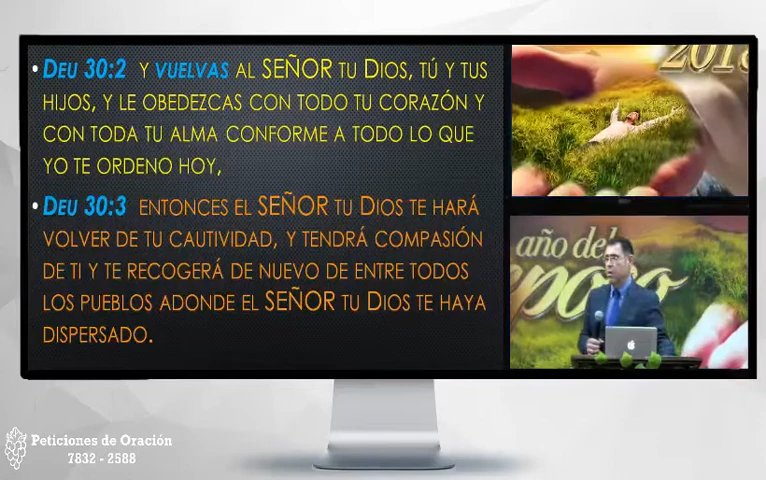 • DEU 30:2 Y VUELVAS AL SEÑOR TU DIOS, TÚ Y TUS
HIJOS, Y LE OBEDEZCAS CON TODO TU CORAZÓN Y
CON TODA TU ALMA CONFORME A TODO LO QUE
YO TE ORDENO HOY,
• DEU 30:3 ENTONCES EL SEÑOR TU DIOS TE HARÁ
VOLVER DE TU CAUTIVIDAD, Y TENDRÁ COMPASIÓN
DE TI Y TE RECOGERÁ DE NUEVO DE ENTRE TODOS
LOS PUEBLOS ADONDE EL SEÑOR TU DIOS TE HAYA
DISPERSADO.
2018
año del
Peticiones de Oración
7832 - 2588